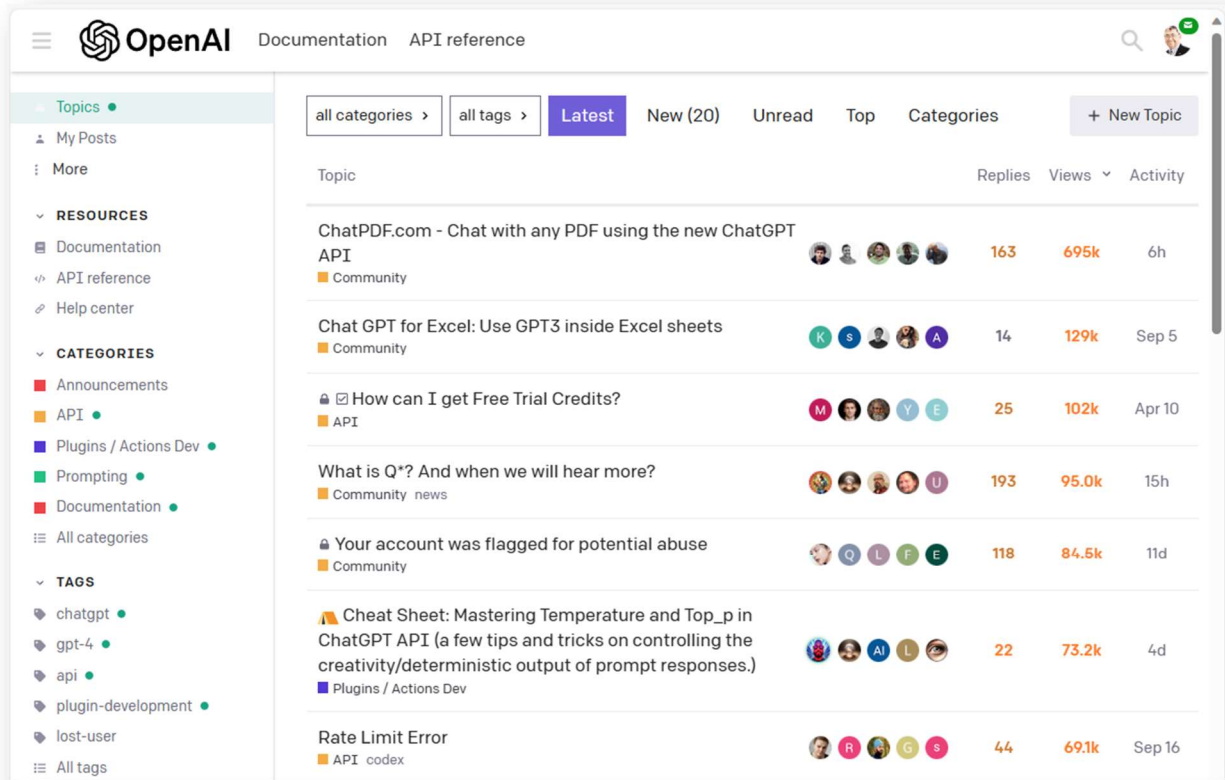 OpenAI Documentation API reference
Topics
My Posts
More
RESOURCES
Documentation
API reference
Help center
CATEGORIES
Announcements
API
Plugins / Actions Dev
Prompting
Documentation
All categories
TAGS
chatgpt
gpt-4
api
plugin-development
lost-user
All tags
all categories all tags Latest New (20) Unread Top Categories + New Topic
Topic Replies Views Activity
ChatPDF.com - Chat with any PDF using the new ChatGPT
API
Community
163 695k 6h
Chat GPT for Excel: Use GPT3 inside Excel sheets
Community
K S A 14 129k Sep 5
How can I get Free Trial Credits?
API
M Y E 25 102k Apr 10
What is Q*? And when we will hear more?
Community news
U 193 95.0k 15h
Your account was flagged for potential abuse
Community
Q L F E 118 84.5k 11d
Cheat Sheet: Mastering Temperature and Top_p in
ChatGPT API (a few tips and tricks on controlling the
creativity/deterministic output of prompt responses.)
Plugins / Actions Dev
AI L 22 73.2k 4d
Rate Limit Error
API codex
R G S 44 69.1k Sep 16